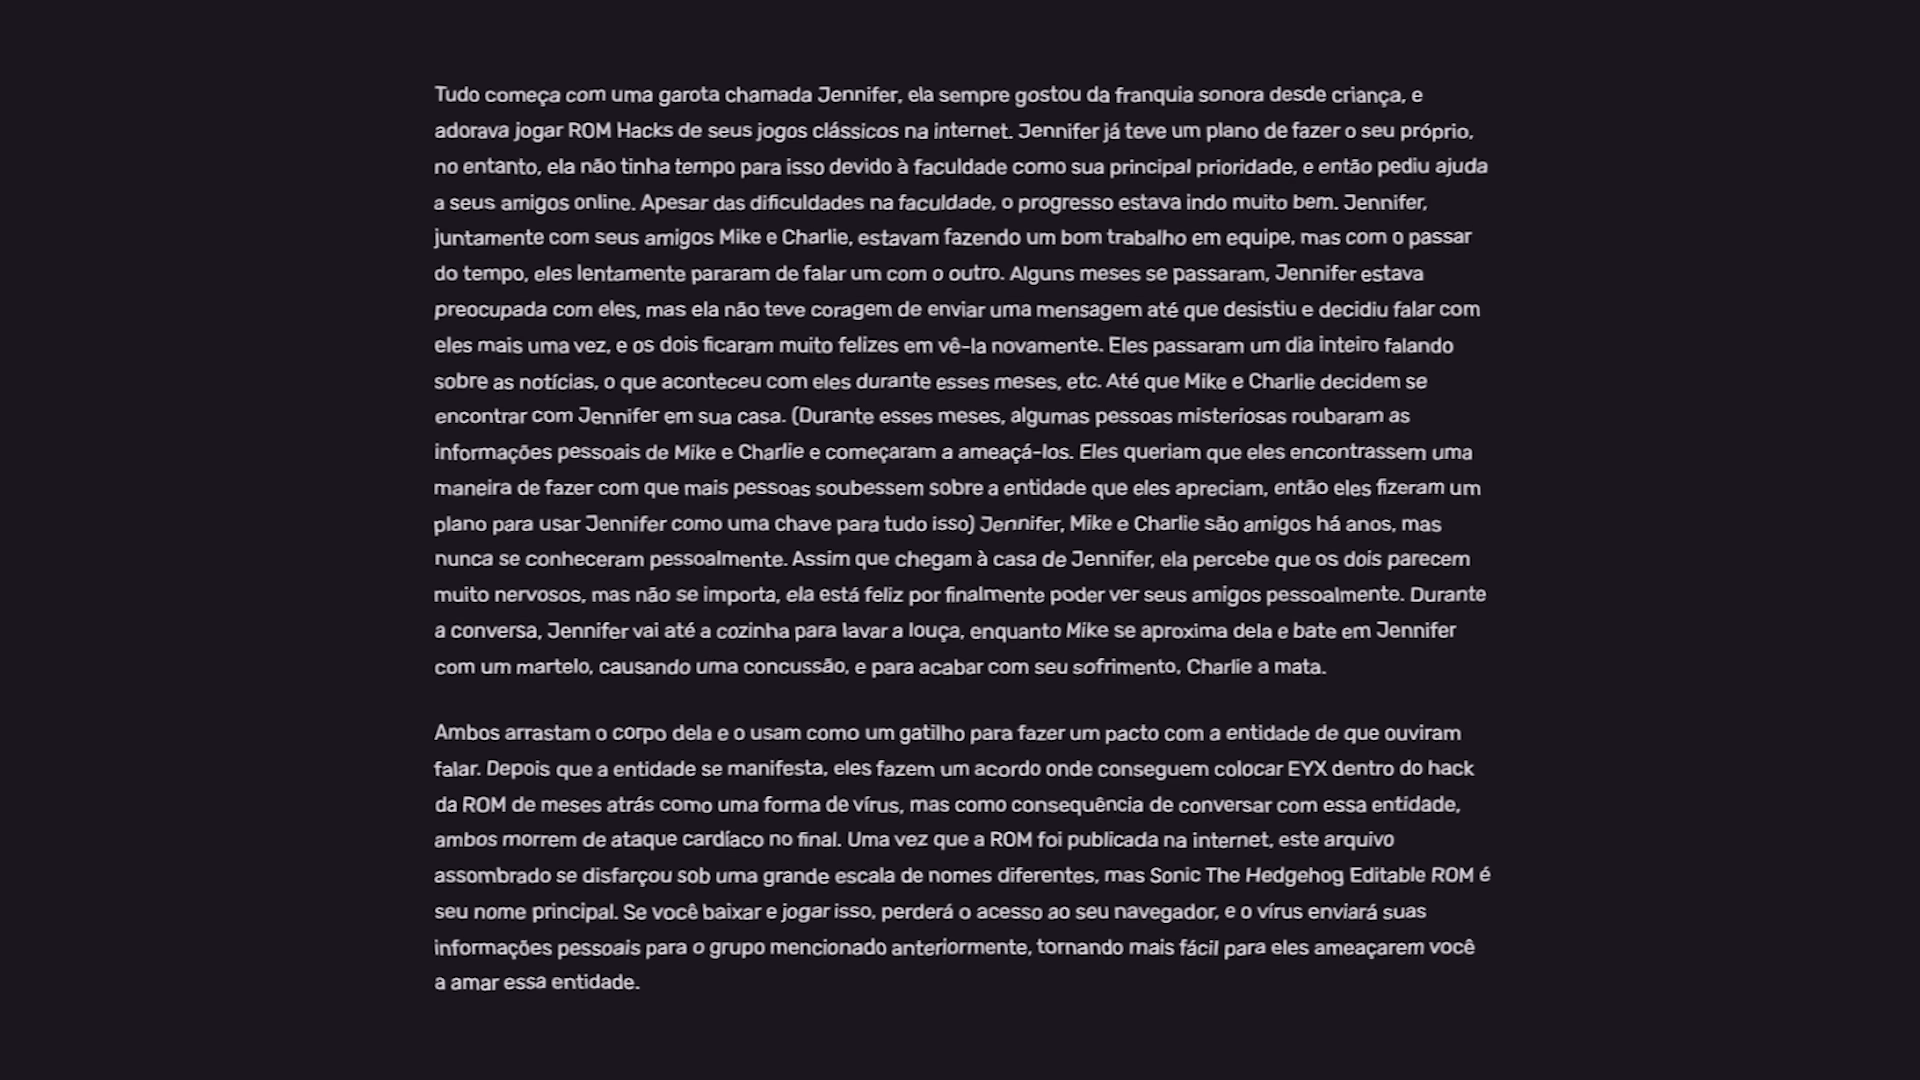 Tudo começa com uma garota chamada Jennifer, ela sempre gostou da franquia sonora desde criança, e
adorava jogar ROM Hacks de seus jogos clássicos na internet. Jennifer já teve um plano de fazer o seu próprio,
no entanto, ela não tinha tempo para isso devido à faculdade como sua principal prioridade, e então pediu ajuda
a seus amigos online. Apesar das dificuldades na faculdade, o progresso estava indo muito bem. Jennifer,
juntamente com seus amigos Mike e Charlie, estavam fazendo um bom trabalho em equipe, mas com o passar
do tempo, eles lentamente pararam de falar um com o outro. Alguns meses se passaram, Jennifer estava
preocupada com eles, mas ela não teve coragem de enviar uma mensagem até que desistiu e decidiu falar com
eles mais uma vez, e os dois ficaram muito felizes em vê-la novamente. Eles passaram um dia inteiro falando
sobre as notícias, o que aconteceu com eles durante esses meses, etc. Até que Mike e Charlie decidem se
encontrar com Jennifer em sua casa. (Durante esses meses, algumas pessoas misteriosas roubaram as
informações pessoais de Mike e Charlie e começaram a ameaçá-los. Eles queriam que eles encontrassem uma
maneira de fazer com que mais pessoas soubessem sobre a entidade que eles apreciam, então eles fizeram um
plano para usar Jennifer como uma chave para tudo isso) Jennifer, Mike e Charlie são amigos há anos, mas
nunca se conheceram pessoalmente. Assim que chegam à casa de Jennifer, ela percebe que os dois parecem
muito nervosos, mas não se importa, ela está feliz por finalmente poder ver seus amigos pessoalmente. Durante
a conversa, Jennifer vai até a cozinha para lavar a louça, enquanto Mike se aproxima dela e bate em Jennifer
com um martelo, causando uma concussão, e para acabar com seu sofrimento, Charlie a mata.
Ambos arrastam o corpo dela e o usam como um gatilho para fazer um pacto com a entidade de que ouviram
falar. Depois que a entidade se manifesta, eles fazem um acordo onde conseguem colocar EYX dentro do hack
da ROM de meses atrás como uma forma de vírus, mas como consequência de conversar com essa entidade,
ambos morrem de ataque cardíaco no final. Uma vez que a ROM foi publicada na internet, este arquivo
assombrado se disfarçou sob uma grande escala de nomes diferentes, mas Sonic The Hedgehog Editable ROM é
seu nome principal. Se você baixar e jogar isso, perderá o acesso ao seu navegador, e o vírus enviará suas
informações pessoais para o grupo mencionado anteriormente, tornando mais fácil para eles ameaçarem você
a amar essa entidade.